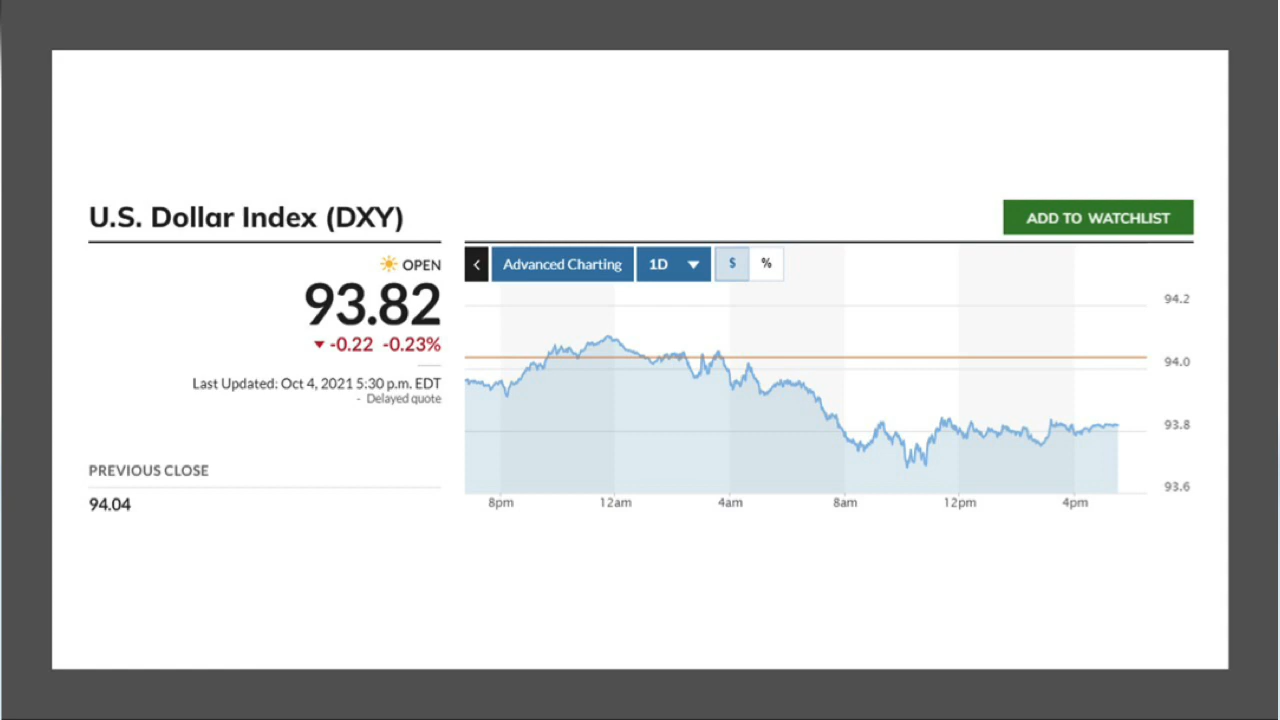 U.S. Dollar Index (DXY)
ADD TO WATCHLIST
OPEN
93.82
-0.22 -0.23%
Last Updated: Oct 4, 2021 5:30 p.m. EDT
- Delayed quote
PREVIOUS CLOSE
94.04
Advanced Charting 1D $ %
94.2
94.0
93.8
93.6
8pm 12am 4am 8am 12pm 4pm